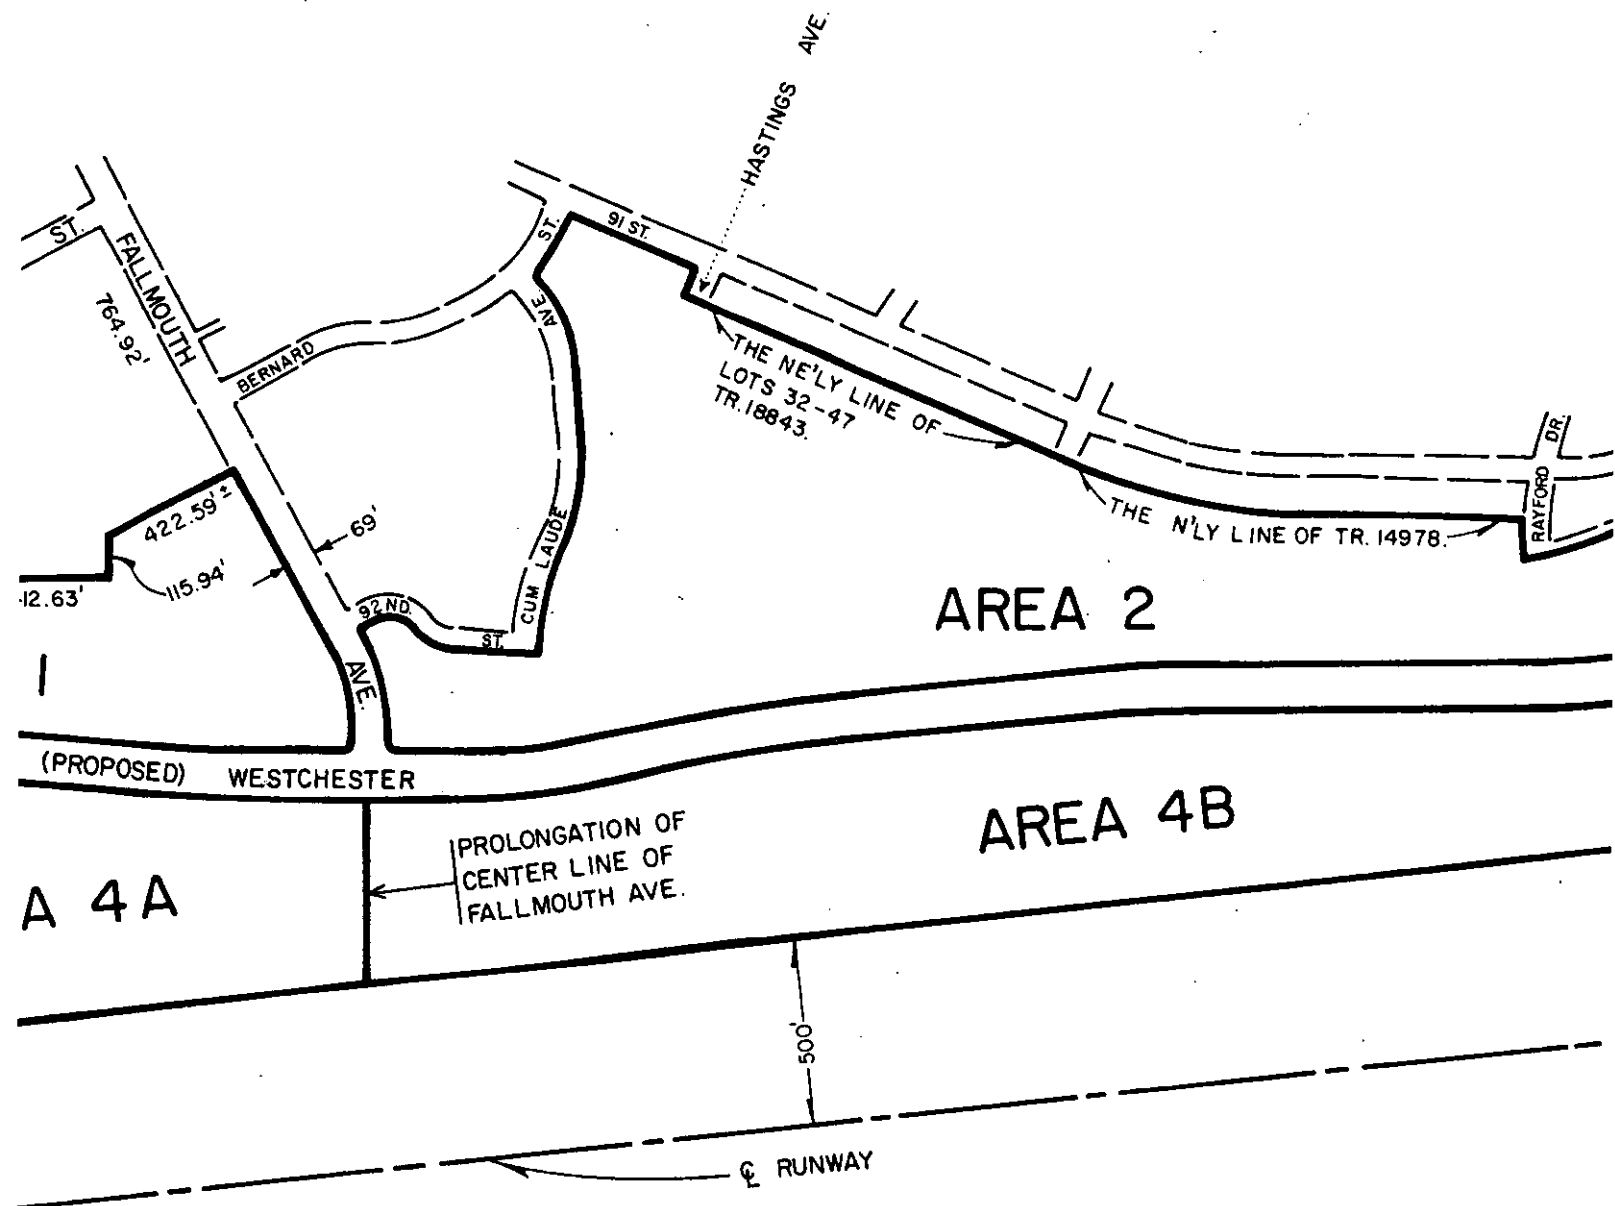 HASTINGS AVE.
ST.
FALLMOUTH
764.92'
BERNARD
ST.
91 ST.
AVE.
THE NE'LY LINE OF
LOTS 32-47
TR.18843.
DR.
RAYFORD
THE N'LY LINE OF TR. 14978.
422.59'±
69'
115.94'
12.63'
CUM LAUDE
92ND.
ST.
AREA 2
1
AVE.
(PROPOSED) WESTCHESTER
AREA 4B
PROLONGATION OF
CENTER LINE OF
FALLMOUTH AVE.
A 4A
500'
℄ RUNWAY